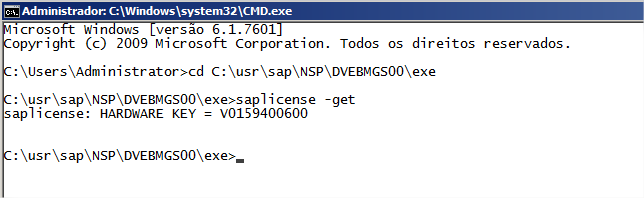 Administrador: C:\Windows\system32\CMD.exe
Microsoft Windows [versão 6.1.7601]
Copyright (c) 2009 Microsoft Corporation. Todos os direitos reservados.
C:\Users\Administrator>cd C:\usr\sap\NSP\DVEBMGS00\exe
C:\usr\sap\NSP\DVEBMGS00\exe>saplicense -get
saplicense: HARDWARE KEY = V0159400600
C:\usr\sap\NSP\DVEBMGS00\exe>